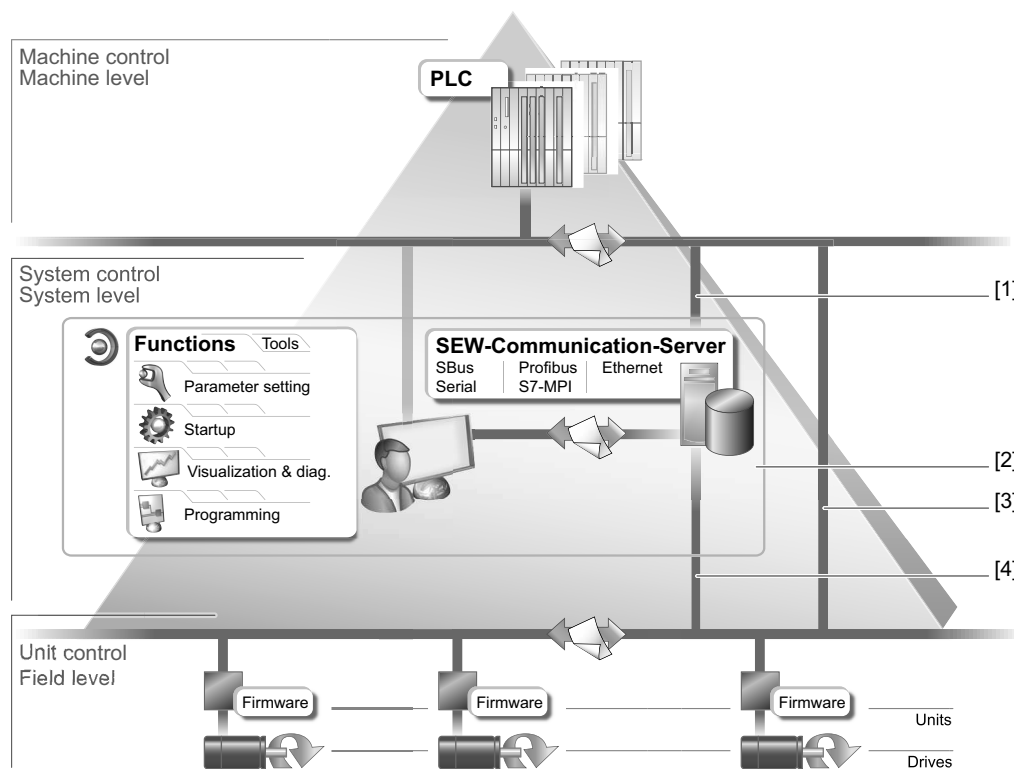 Machine control
Machine level
PLC
System control
System level
[1]
Functions Tools
Parameter setting
Startup
Visualization & diag.
Programming
SEW-Communication-Server
SBus Profibus Ethernet
Serial S7-MPI
[2]
[3]
[4]
Unit control
Field level
Firmware Firmware Firmware
Units
Drives